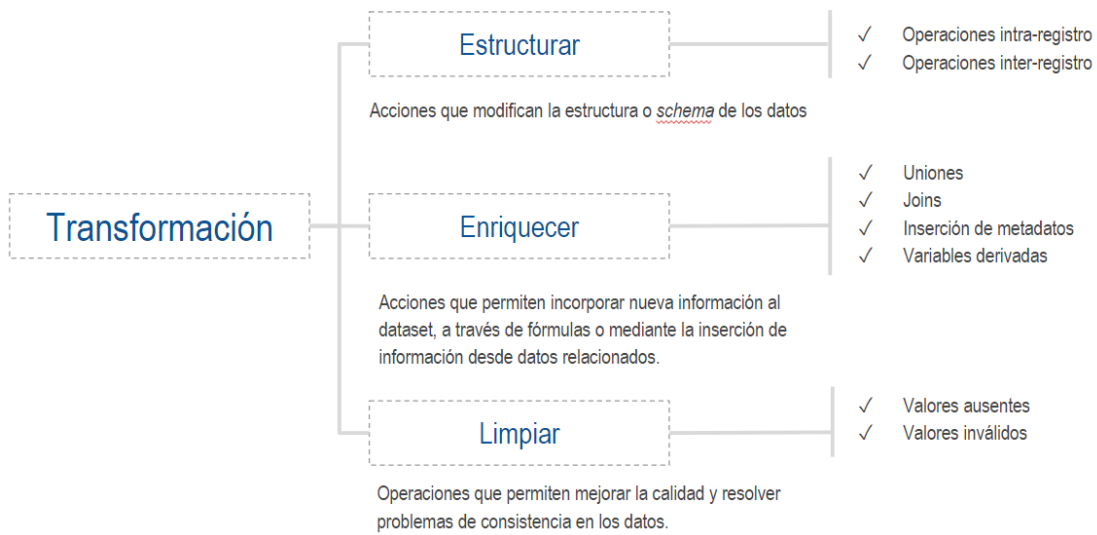 Transformación
Estructurar
✓ Operaciones intra-registro
✓ Operaciones inter-registro
Acciones que modifican la estructura o schema de los datos
Enriquecer
✓ Uniones
✓ Joins
✓ Inserción de metadatos
✓ Variables derivadas
Acciones que permiten incorporar nueva información al
dataset, a través de fórmulas o mediante la inserción de
información desde datos relacionados.
Limpiar
✓ Valores ausentes
✓ Valores inválidos
Operaciones que permiten mejorar la calidad y resolver
problemas de consistencia en los datos.